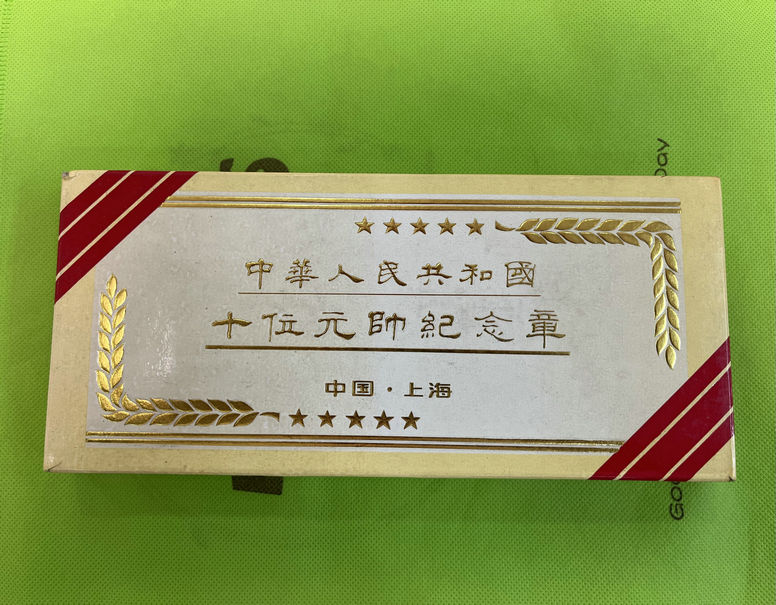 中華人民共和國
十位元帥紀念章
中国·上海